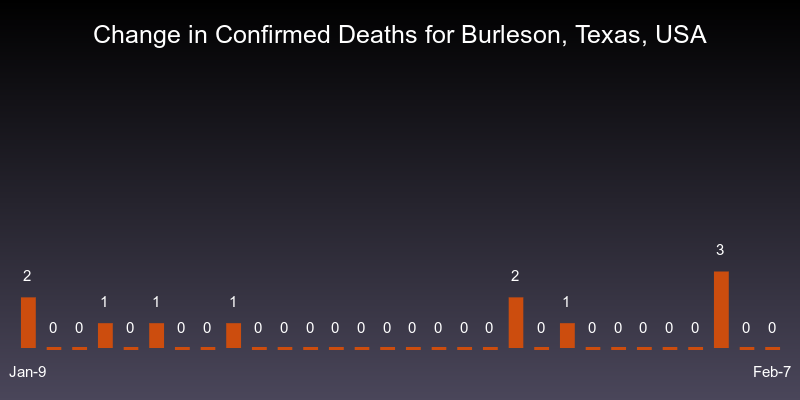 Change in Confirmed Deaths for Burleson, Texas, USA
3
2 2
1 1 1 1
0 0 0 0 0 0 0 0 0 0 0 0 0 0 0 0 0 0 0 0 0 0 0
Jan-9 Feb-7